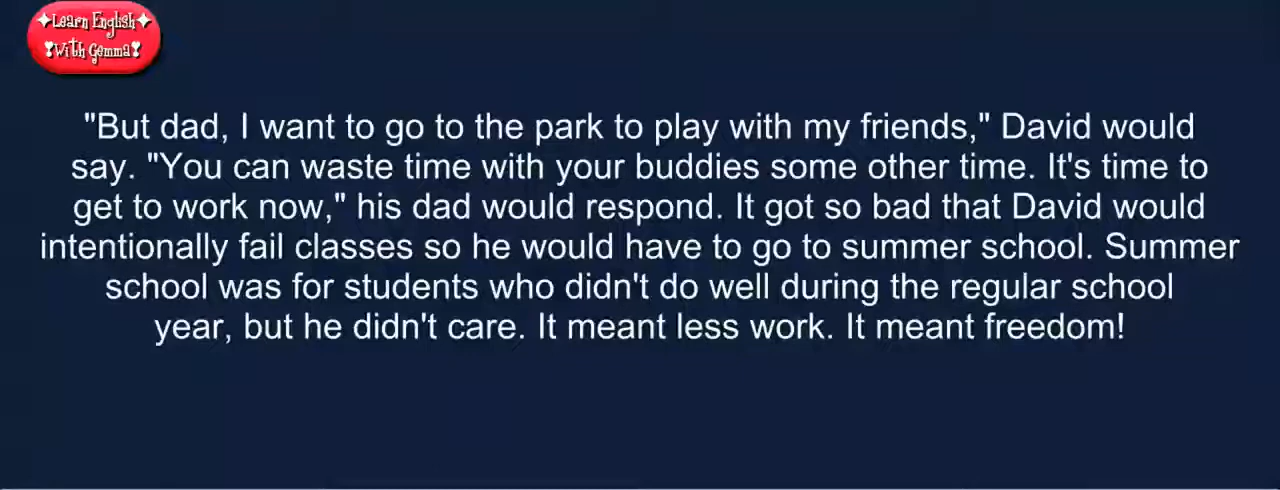 ✦Learn English✦
❣With Gemma❣
"But dad, I want to go to the park to play with my friends," David would
say. "You can waste time with your buddies some other time. It's time to
get to work now," his dad would respond. It got so bad that David would
intentionally fail classes so he would have to go to summer school. Summer
school was for students who didn't do well during the regular school
year, but he didn't care. It meant less work. It meant freedom!